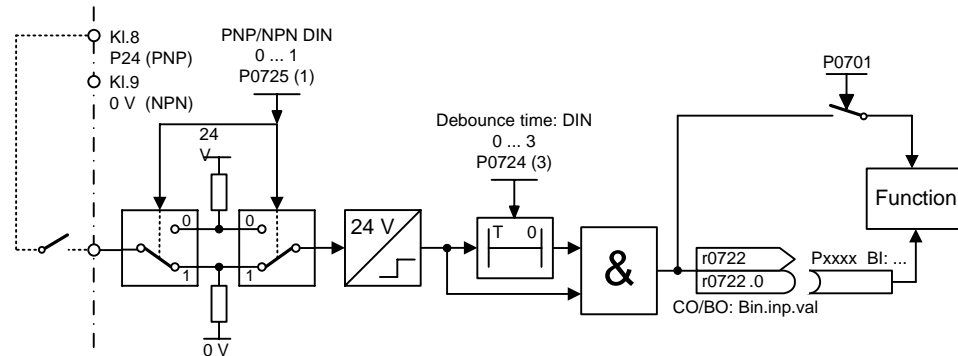 Kl.8
P24 (PNP)
Kl.9
0 V (NPN)
PNP/NPN DIN
0 ... 1
P0725 (1)
24
V
0
0
1
1
0 V
24 V
Debounce time: DIN
0 ... 3
P0724 (3)
T 0
&
P0701
Function
r0722
r0722 .0
CO/BO: Bin.inp.val
Pxxxx BI: ...